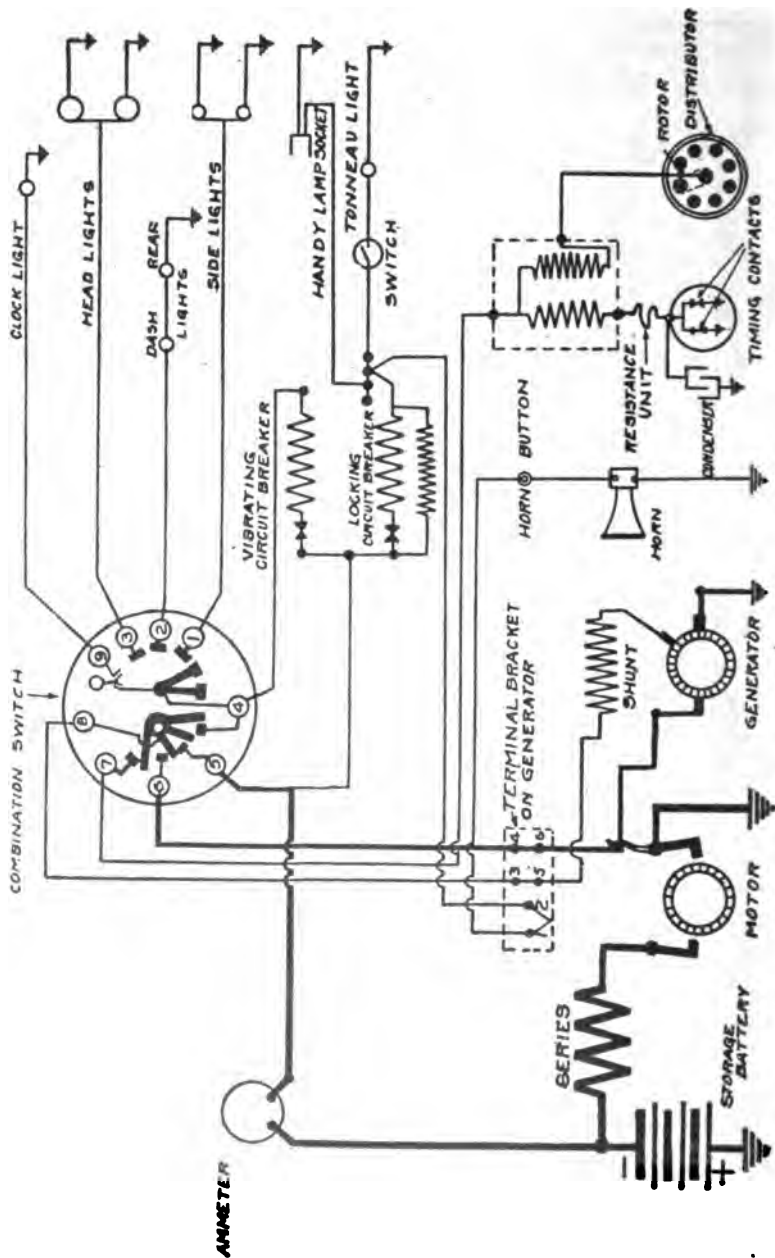 COMBINATION SWITCH
CLOCK LIGHT
HEAD LIGHTS
DASH REAR
LIGHTS
SIDE LIGHTS
HANDY LAMP SOCKET
TONNEAU LIGHT
SWITCH
8
9
3
2
1
7
6
5
4
VIBRATING
CIRCUIT BREAKER
LOCKING
CIRCUIT BREAKER
AMMETER
TERMINAL BRACKET
ON GENERATOR
3 4
5 6
1 2
HORN BUTTON
HORN
RESISTANCE
UNIT
CONDENSER
TIMING CONTACTS
ROTOR
DISTRIBUTOR
SHUNT
GENERATOR
MOTOR
SERIES
STORAGE
BATTERY
−
+